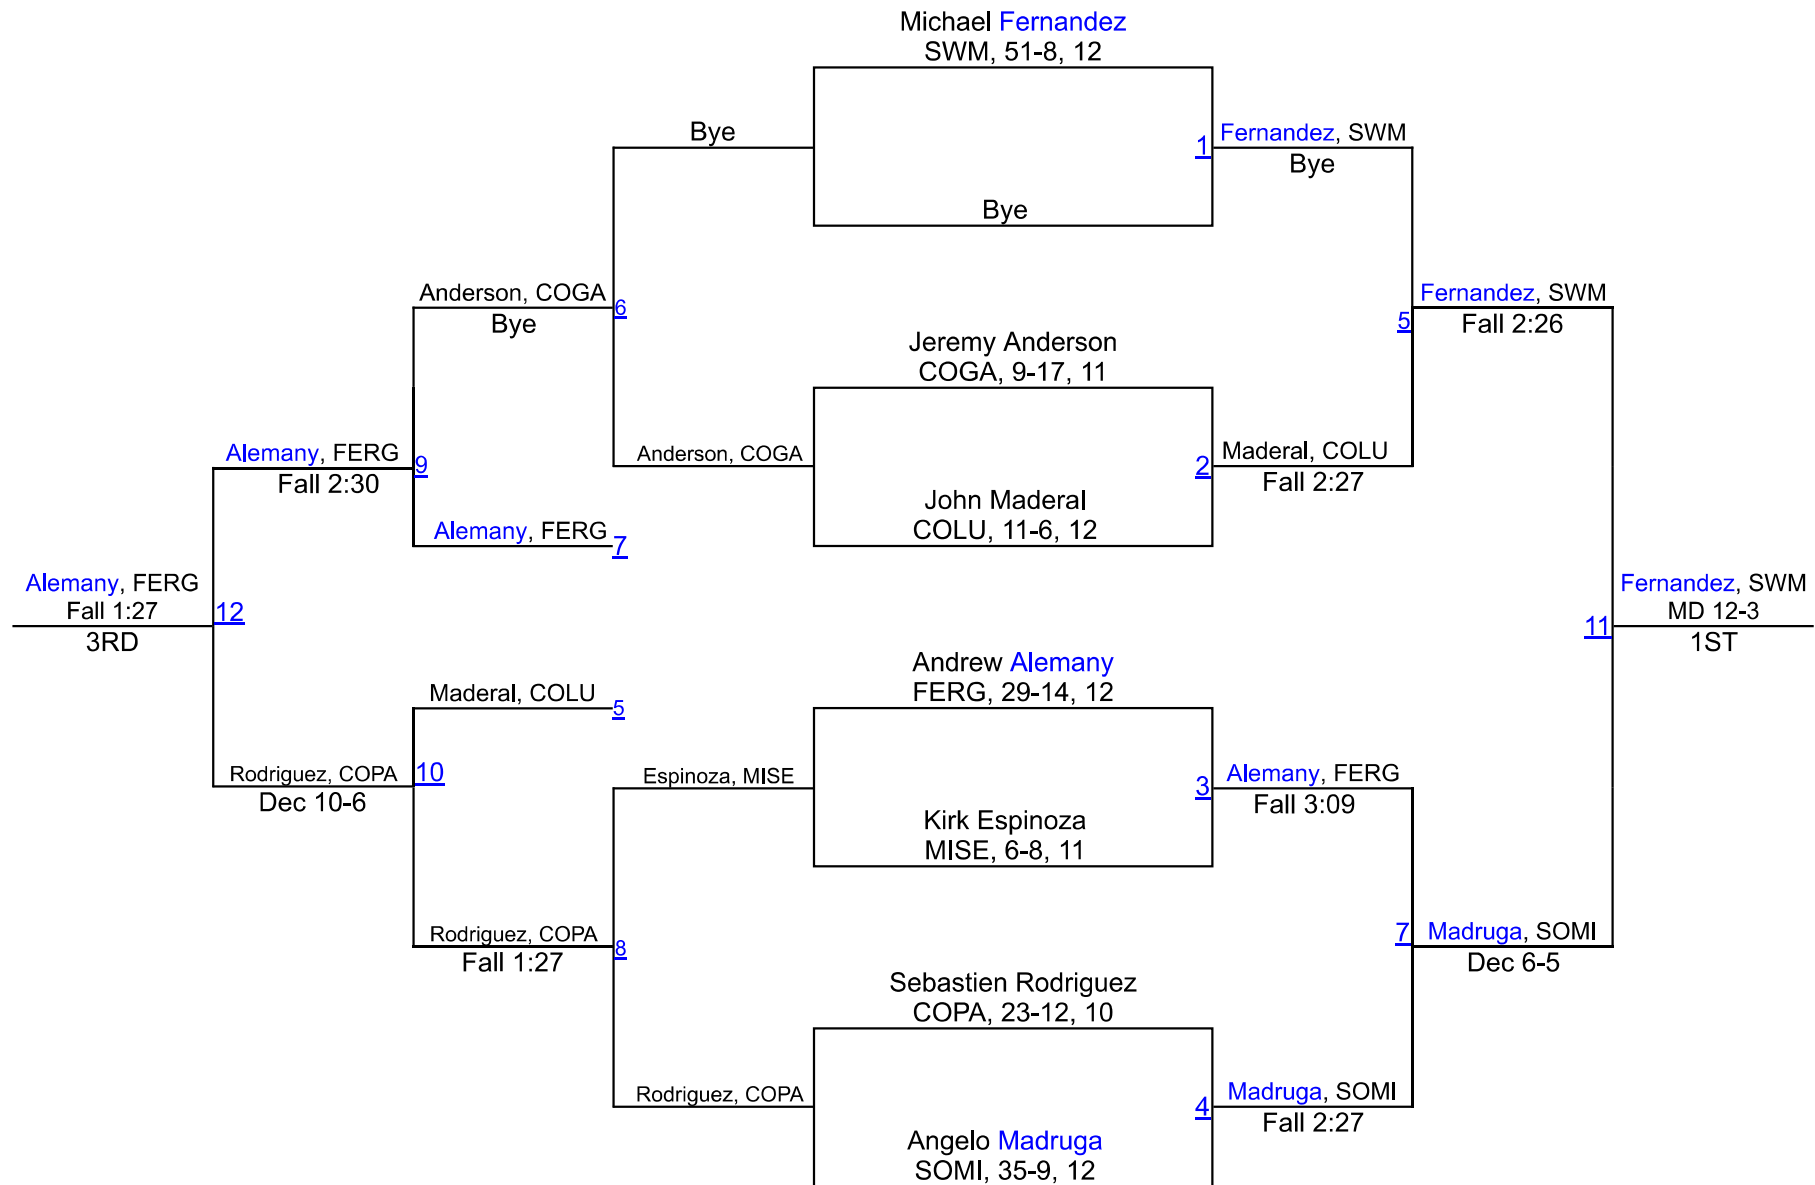 Michael Fernandez
SWM, 51-8, 12
Bye
1
Fernandez, SWM
Bye
Bye
Anderson, COGA
Bye
6
Fernandez, SWM
Fall 2:26
5
Jeremy Anderson
COGA, 9-17, 11
Alemany, FERG
Fall 2:30
9
Anderson, COGA
2
Maderal, COLU
Fall 2:27
John Maderal
COLU, 11-6, 12
Alemany, FERG
7
Alemany, FERG
Fall 1:27
3RD
12
Fernandez, SWM
MD 12-3
1ST
11
Andrew Alemany
FERG, 29-14, 12
Maderal, COLU
5
Rodriguez, COPA
Dec 10-6
10
Espinoza, MISE
3
Alemany, FERG
Fall 3:09
Kirk Espinoza
MISE, 6-8, 11
Rodriguez, COPA
Fall 1:27
8
7
Madruga, SOMI
Dec 6-5
Sebastien Rodriguez
COPA, 23-12, 10
Rodriguez, COPA
4
Madruga, SOMI
Fall 2:27
Angelo Madruga
SOMI, 35-9, 12